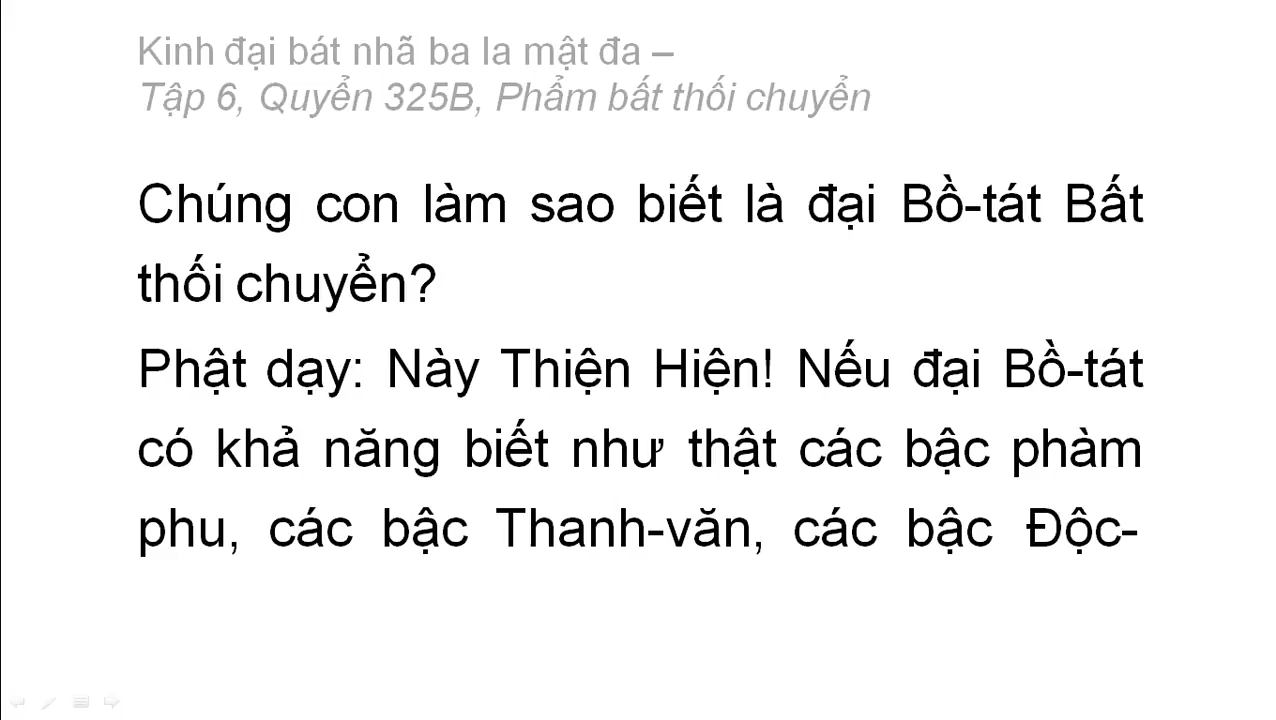 Kinh đại bát nhã ba la mật đa –
Tập 6, Quyển 325B, Phẩm bất thối chuyển
Chúng con làm sao biết là đại Bồ-tát Bất
thối chuyển?
Phật dạy: Này Thiện Hiện! Nếu đại Bồ-tát
có khả năng biết như thật các bậc phàm
phu, các bậc Thanh-văn, các bậc Độc-